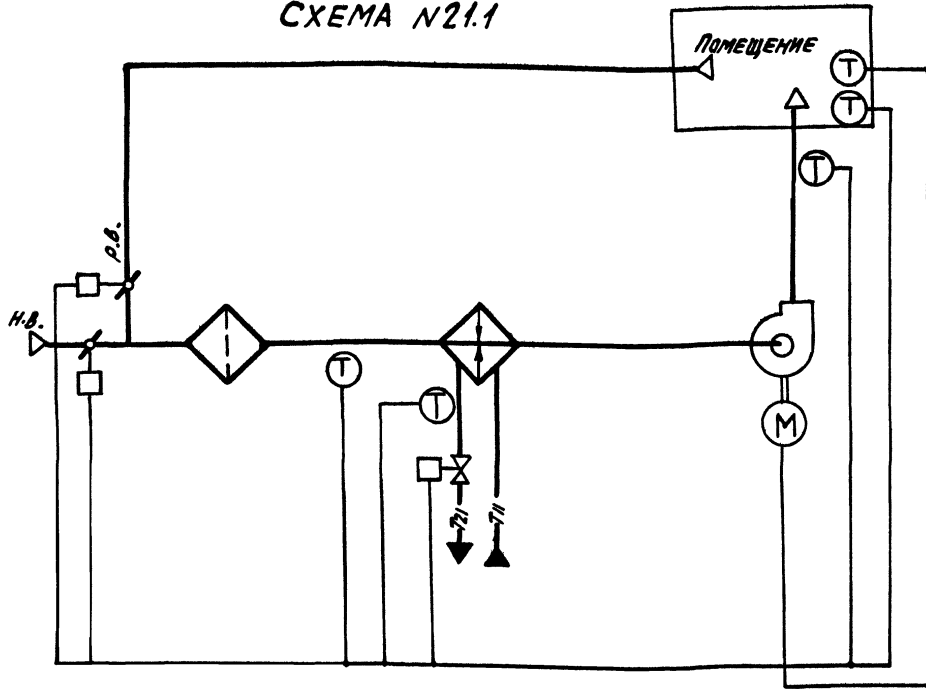 СХЕМА N21.1
ПОМЕЩЕНИЕ
Т
Т
Т
Р.В.
Н.В.
Т
Т
М
Т21
Т11